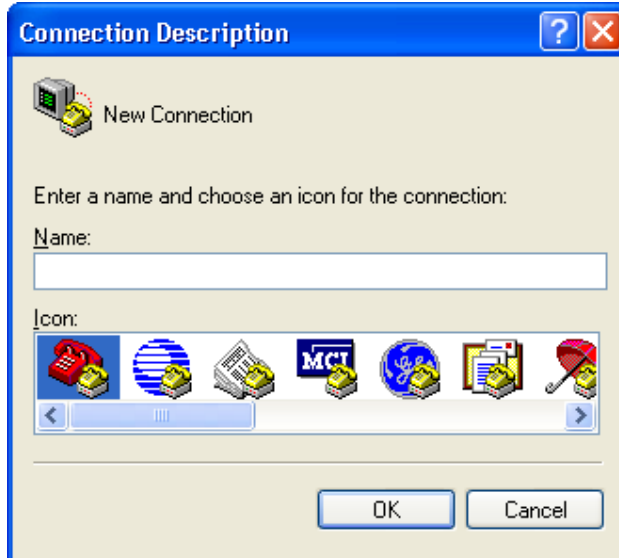 Connection Description
New Connection
Enter a name and choose an icon for the connection:
Name:
Icon:
MCI
OK
Cancel